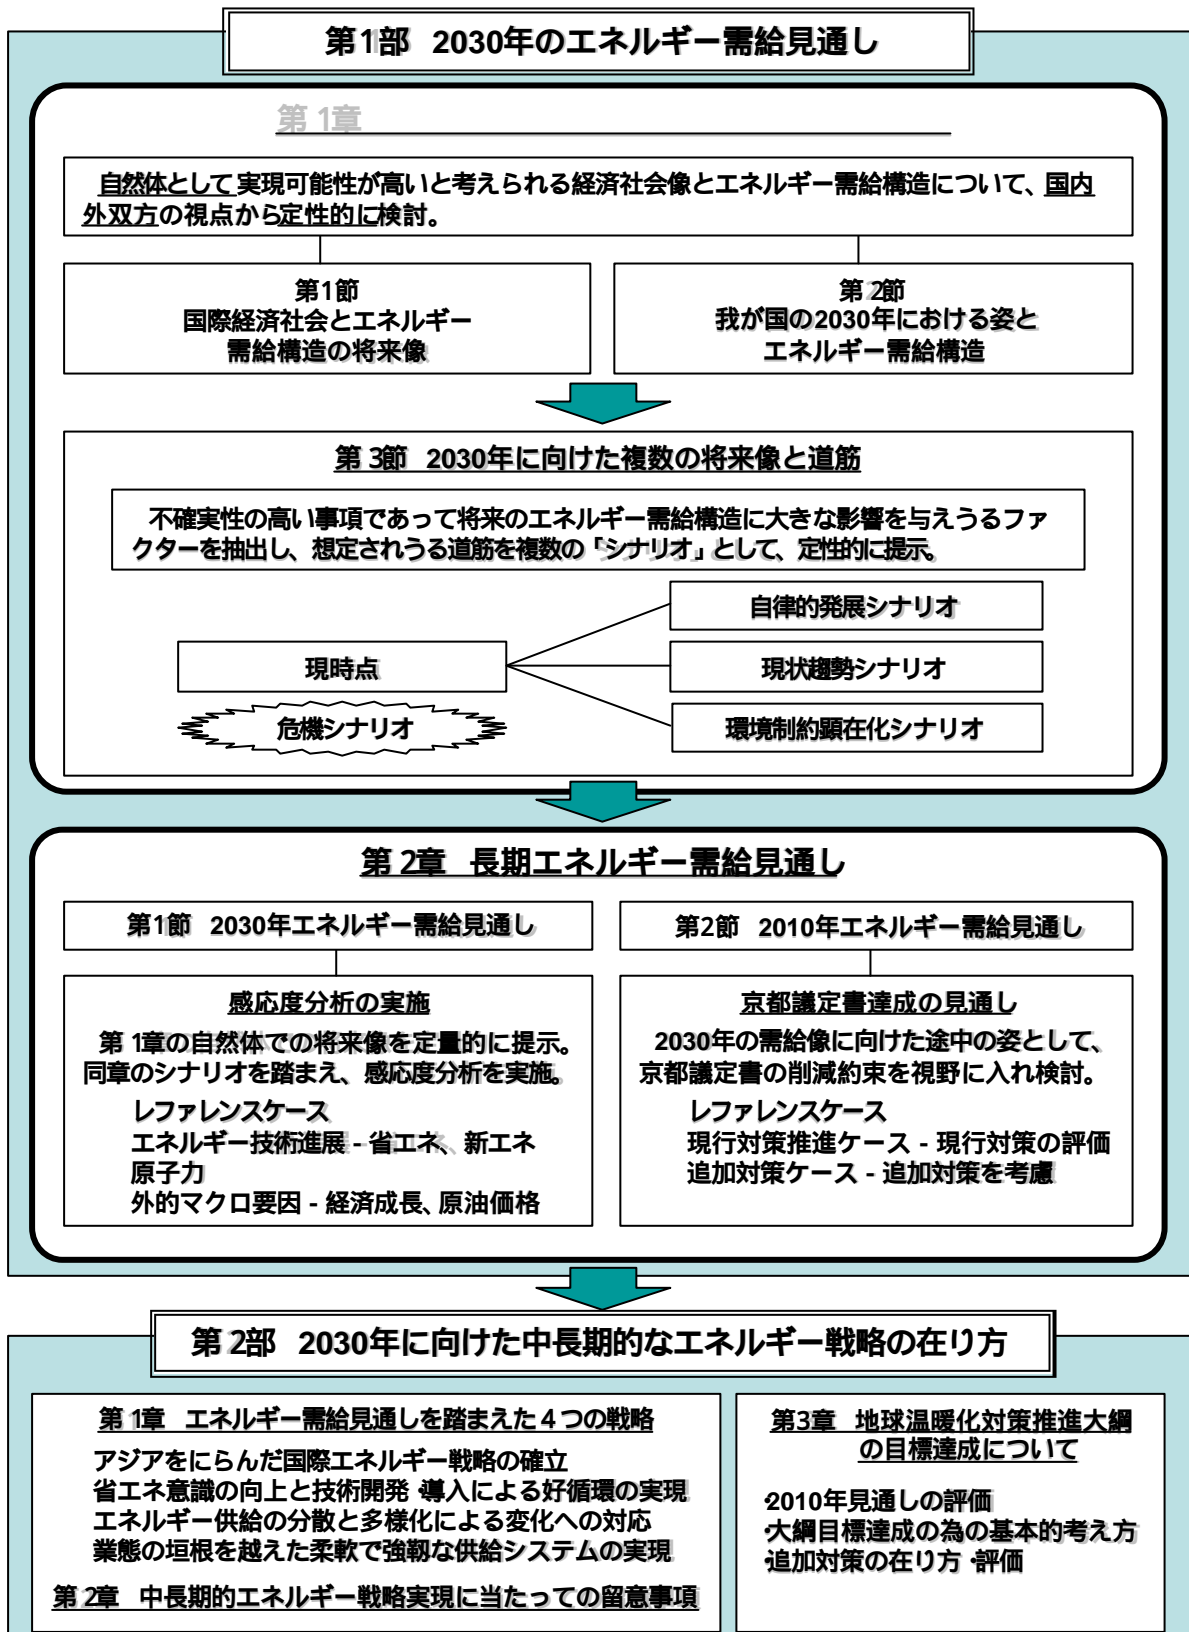 第1部 2030年のエネルギー需給見通し
第1章
自然体として実現可能性が高いと考えられる経済社会像とエネルギー需給構造について、国内
外双方の視点から定性的に検討。
第1節
国際経済社会とエネルギー
需給構造の将来像
第2節
我が国の2030年における姿と
エネルギー需給構造
第3節 2030年に向けた複数の将来像と道筋
不確実性の高い事項であって将来のエネルギー需給構造に大きな影響を与えうるファ
クターを抽出し、想定されうる道筋を複数の「シナリオ」として、定性的に提示。
自律的発展シナリオ
現時点
現状趨勢シナリオ
危機シナリオ
環境制約顕在化シナリオ
第2章 長期エネルギー需給見通し
第1節 2030年エネルギー需給見通し
感応度分析の実施
第1章の自然体での将来像を定量的に提示。
同章のシナリオを踏まえ、感応度分析を実施。
レファレンスケース
エネルギー技術進展 - 省エネ、新エネ
原子力
外的マクロ要因 - 経済成長、原油価格
第2節 2010年エネルギー需給見通し
京都議定書達成の見通し
2030年の需給像に向けた途中の姿として、
京都議定書の削減約束を視野に入れ検討。
レファレンスケース
現行対策推進ケース - 現行対策の評価
追加対策ケース - 追加対策を考慮
第2部 2030年に向けた中長期的なエネルギー戦略の在り方
第1章 エネルギー需給見通しを踏まえた4つの戦略
アジアをにらんだ国際エネルギー戦略の確立
省エネ意識の向上と技術開発・導入による好循環の実現
エネルギー供給の分散と多様化による変化への対応
業態の垣根を越えた柔軟で強靱な供給システムの実現
第2章 中長期的エネルギー戦略実現に当たっての留意事項
第3章 地球温暖化対策推進大綱
の目標達成について
・2010年見通しの評価
・大綱目標達成の為の基本的考え方
・追加対策の在り方・評価